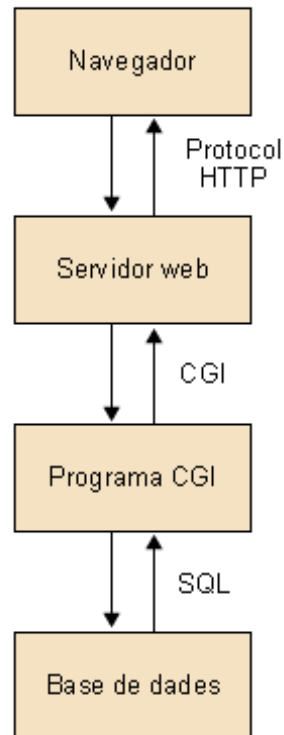 Navegador
Protocol
HTTP
Servidor web
CGI
Programa CGI
SQL
Base de dades